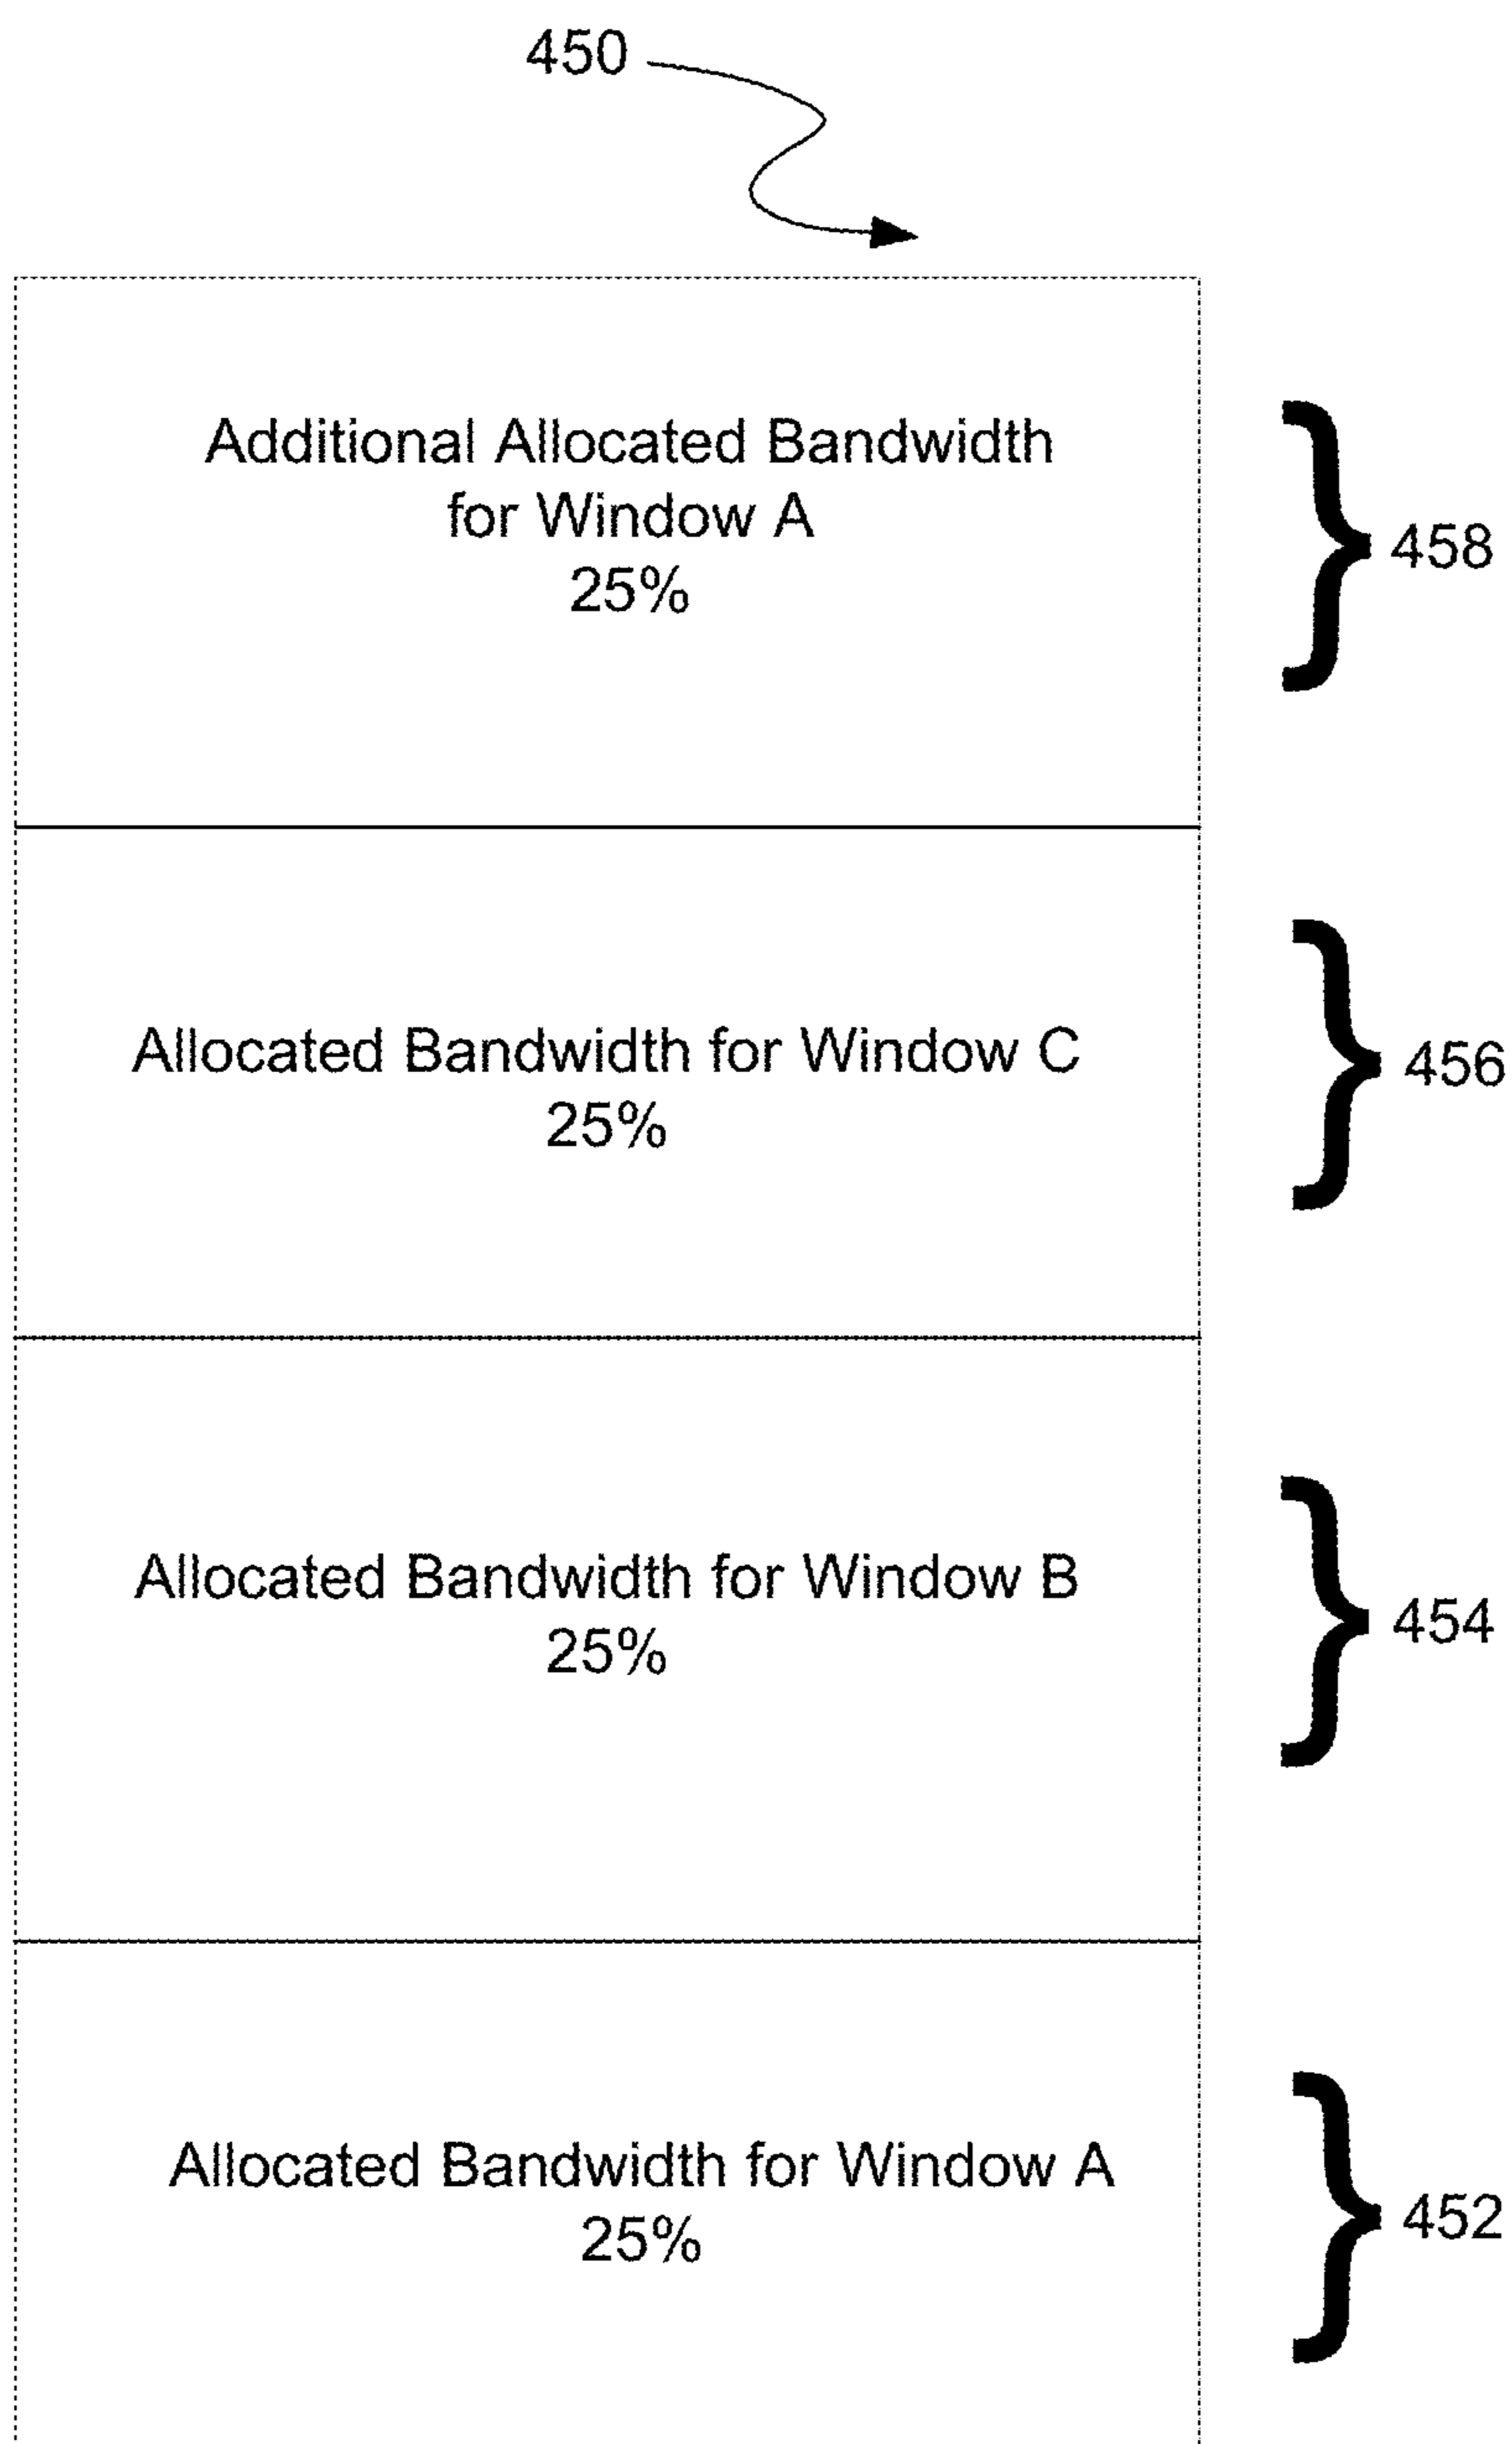 450
Additional Allocated Bandwidth
for Window A
25%
458
Allocated Bandwidth for Window C
25%
456
Allocated Bandwidth for Window B
25%
454
Allocated Bandwidth for Window A
25%
452